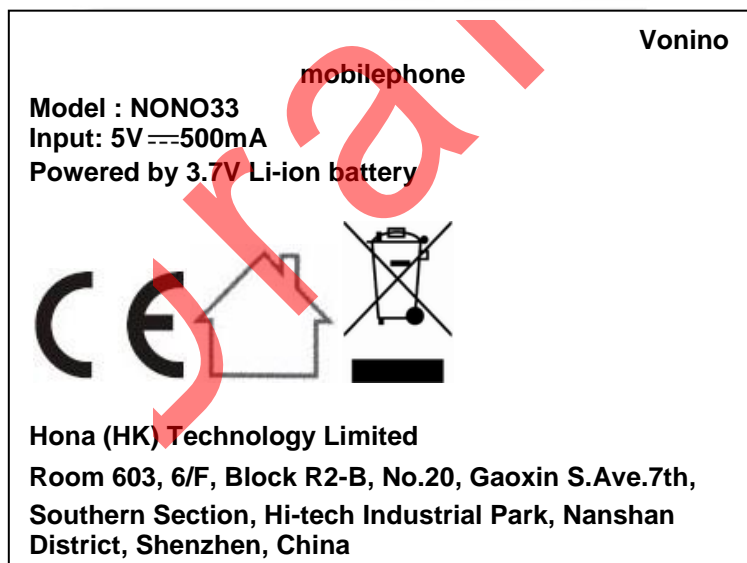 Vonino
mobilephone
Model : NONO33
Input: 5V⎓500mA
Powered by 3.7V Li-ion battery
CE
Hona (HK) Technology Limited
Room 603, 6/F, Block R2-B, No.20, Gaoxin S.Ave.7th,
Southern Section, Hi-tech Industrial Park, Nanshan
District, Shenzhen, China